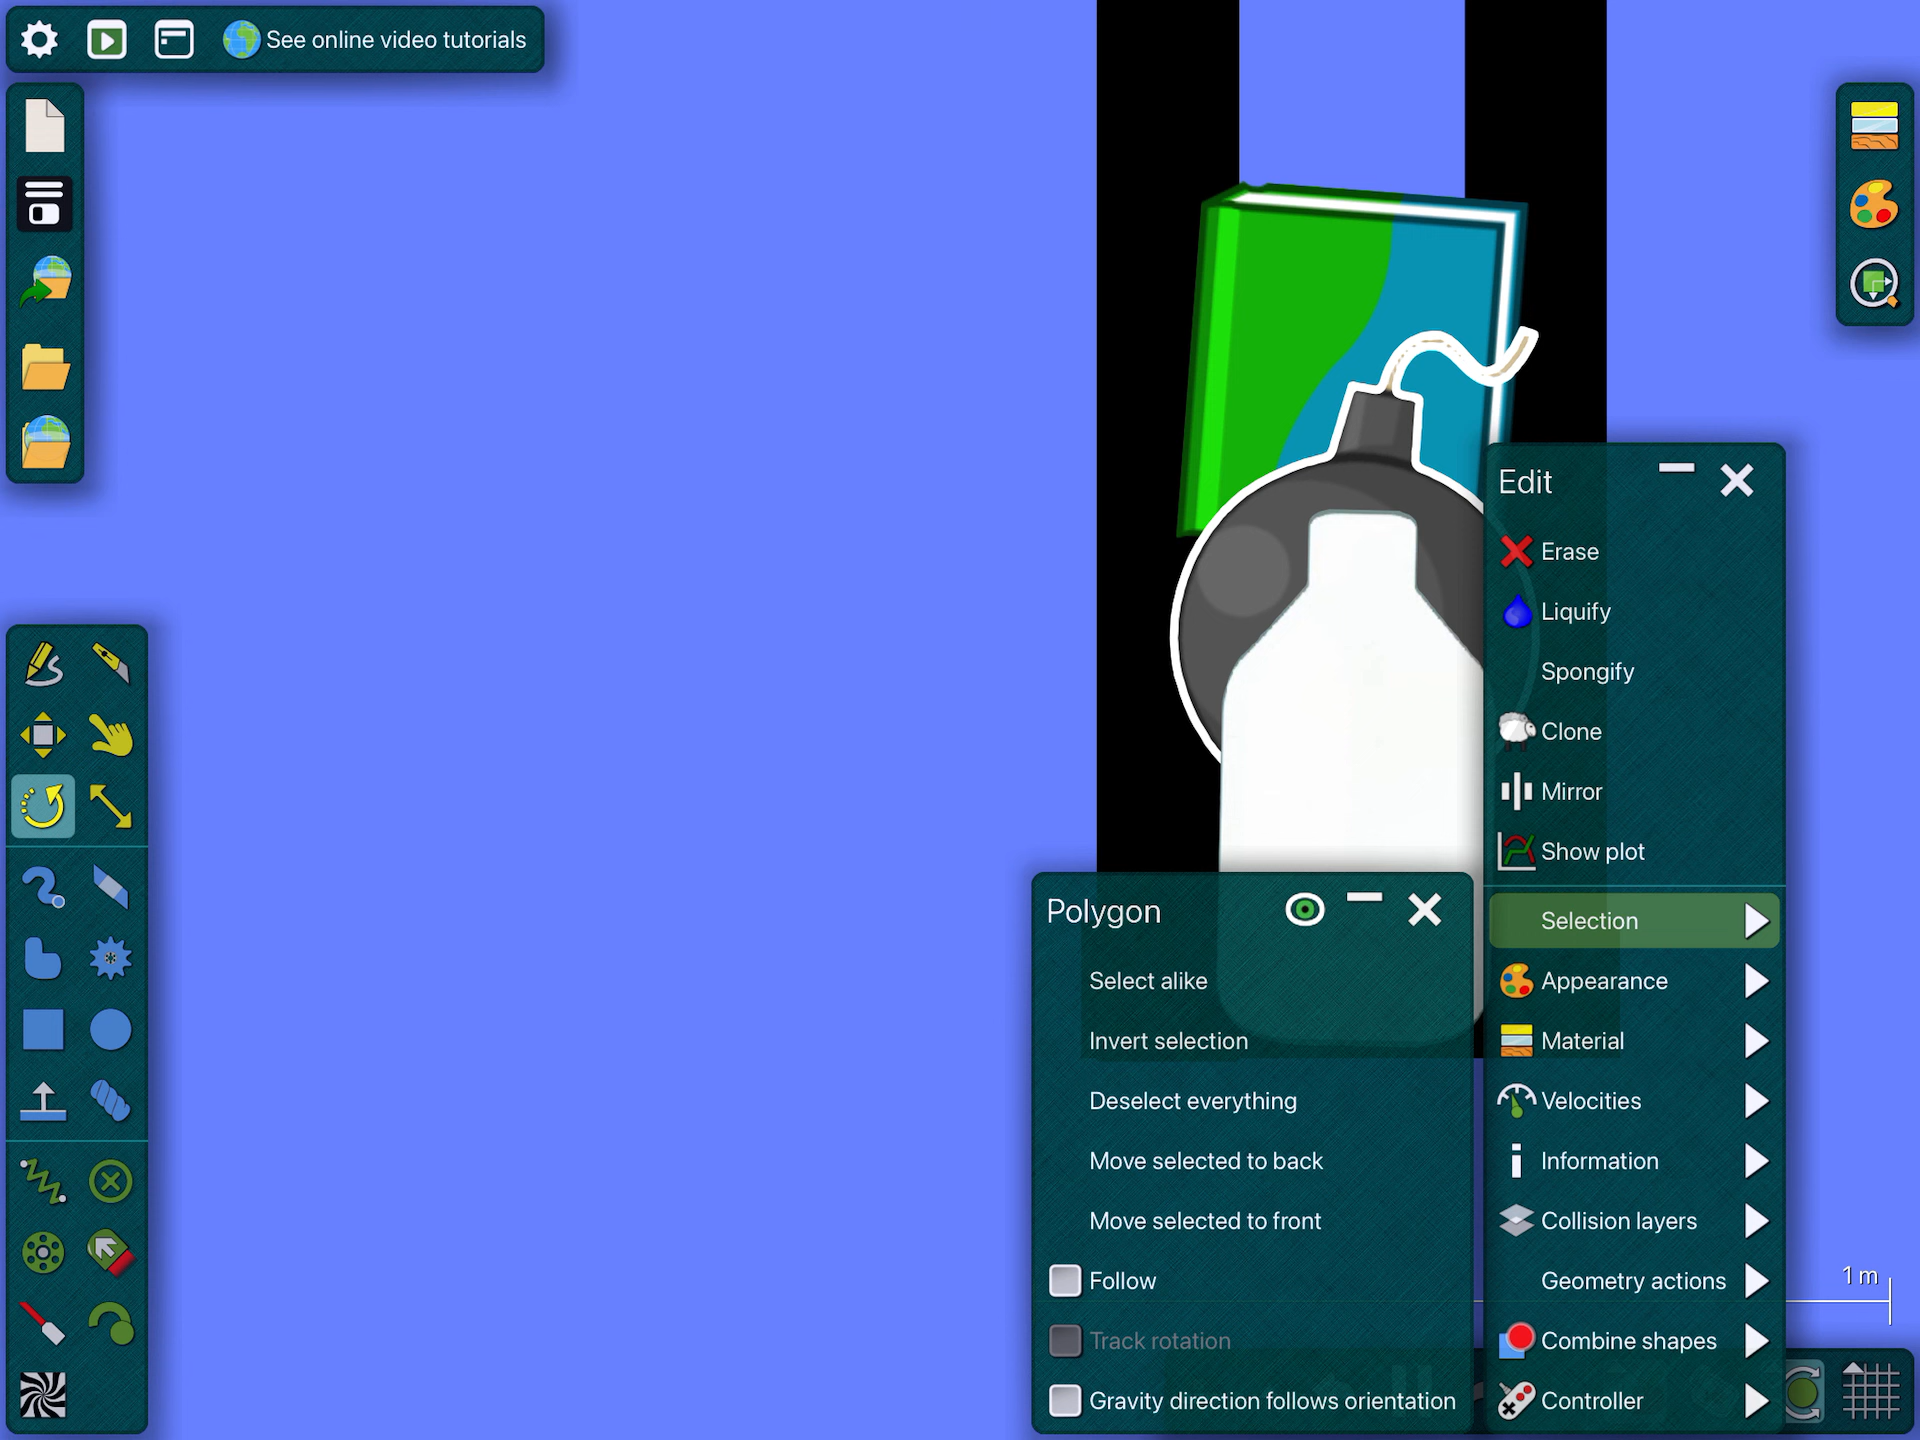 See online video tutorials
Edit
Erase
Liquify
Spongify
Clone
Mirror
Show plot
Selection
Appearance
Material
Velocities
Information
Collision layers
Geometry actions
Combine shapes
Controller
Polygon
Select alike
Invert selection
Deselect everything
Move selected to back
Move selected to front
Follow
Track rotation
Gravity direction follows orientation
1 m